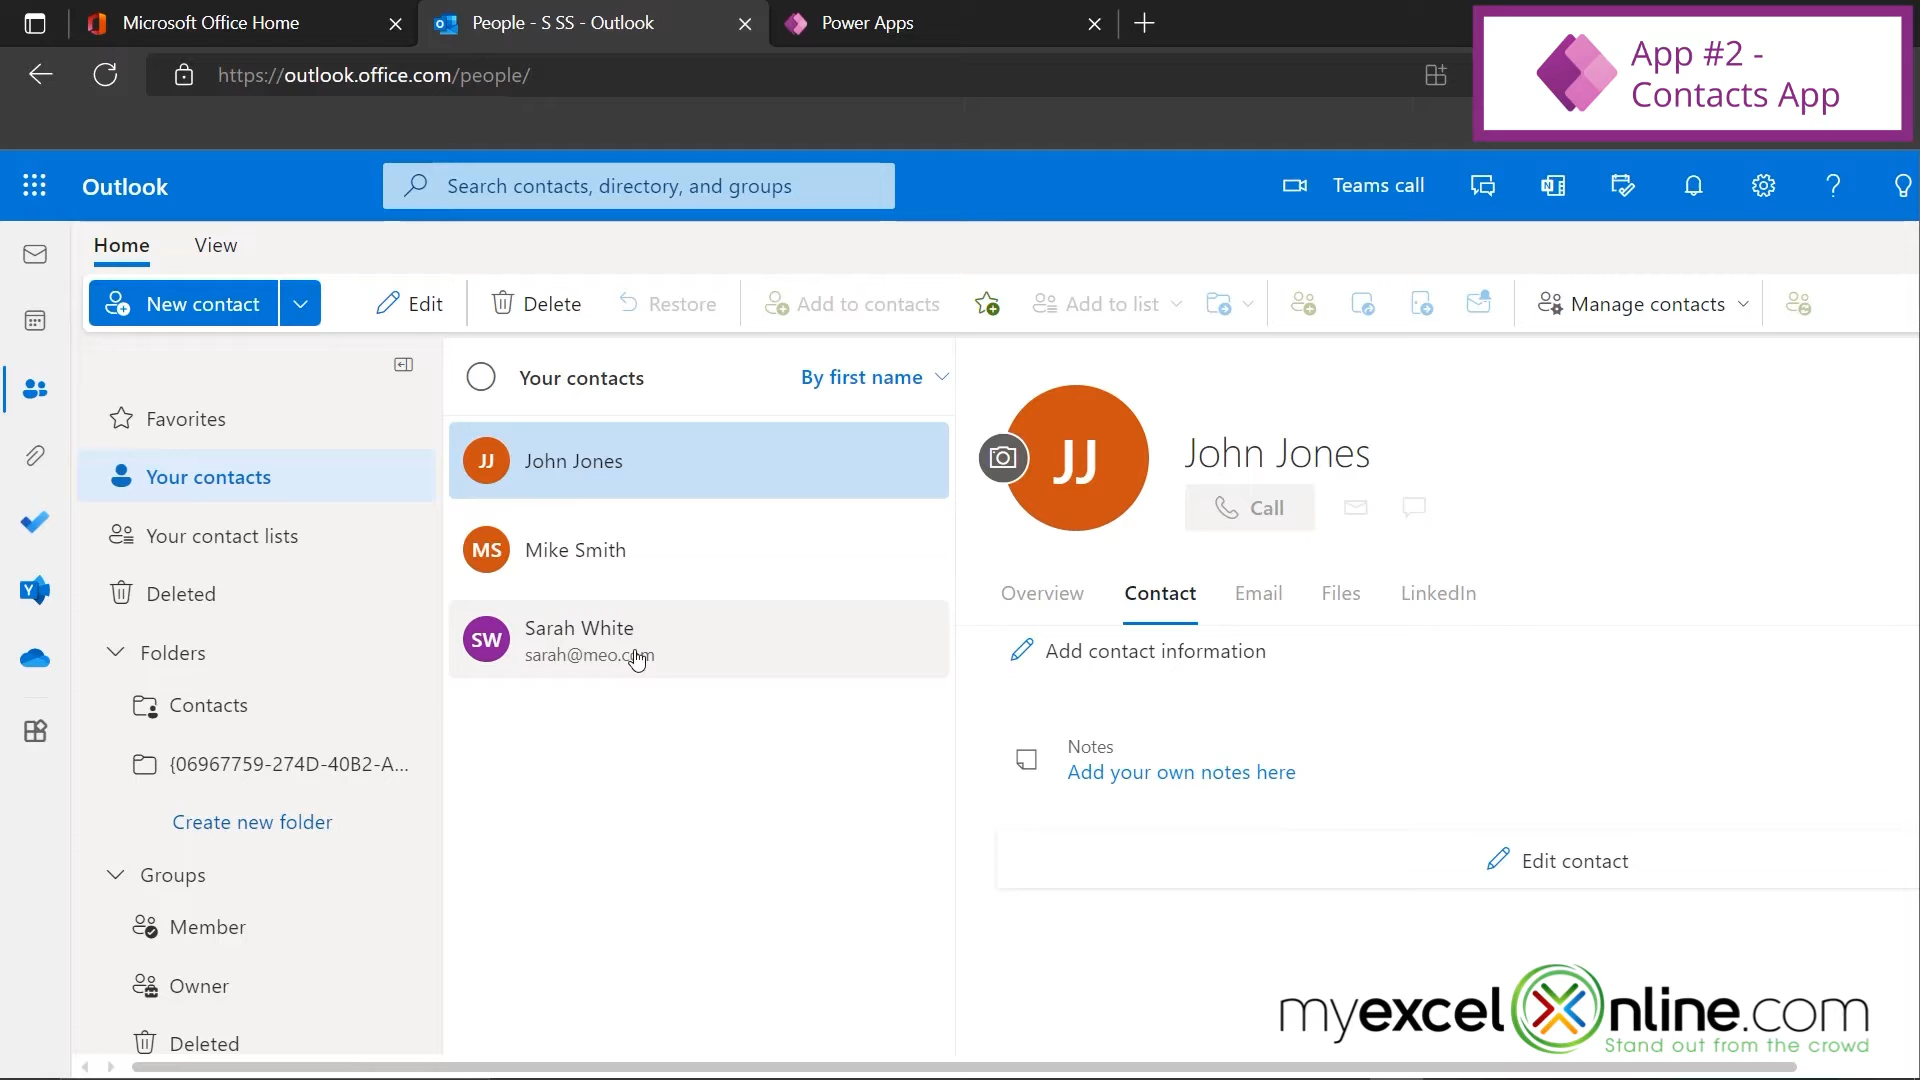 Microsoft Office Home
People - S SS - Outlook
Power Apps
https://outlook.office.com/people/
App #2 -
Contacts App
Outlook
Search contacts, directory, and groups
Teams call
Home
View
New contact
Edit
Delete
Restore
Add to contacts
Add to list
Manage contacts
Favorites
Your contacts
Your contact lists
Deleted
Folders
Contacts
{06967759-274D-40B2-A...
Create new folder
Groups
Member
Owner
Deleted
Your contacts
By first name
JJ
John Jones
MS
Mike Smith
SW
Sarah White
sarah@meo.com
JJ
John Jones
Call
Overview
Contact
Email
Files
LinkedIn
Add contact information
Notes
Add your own notes here
Edit contact
myexcelOnline.com
Stand out from the crowd